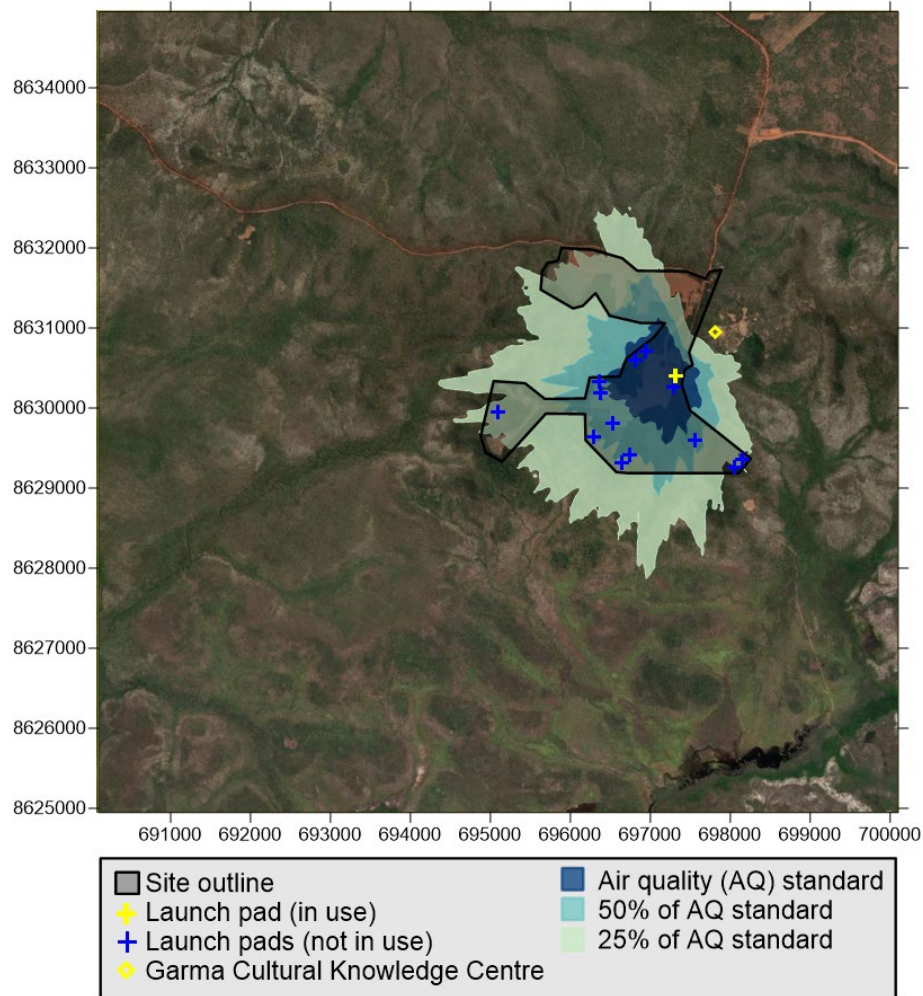 8634000
8633000
8632000
8631000
8630000
8629000
8628000
8627000
8626000
8625000
691000 692000 693000 694000 695000 696000 697000 698000 699000 700000
Site outline
Launch pad (in use)
Launch pads (not in use)
Garma Cultural Knowledge Centre
Air quality (AQ) standard
50% of AQ standard
25% of AQ standard